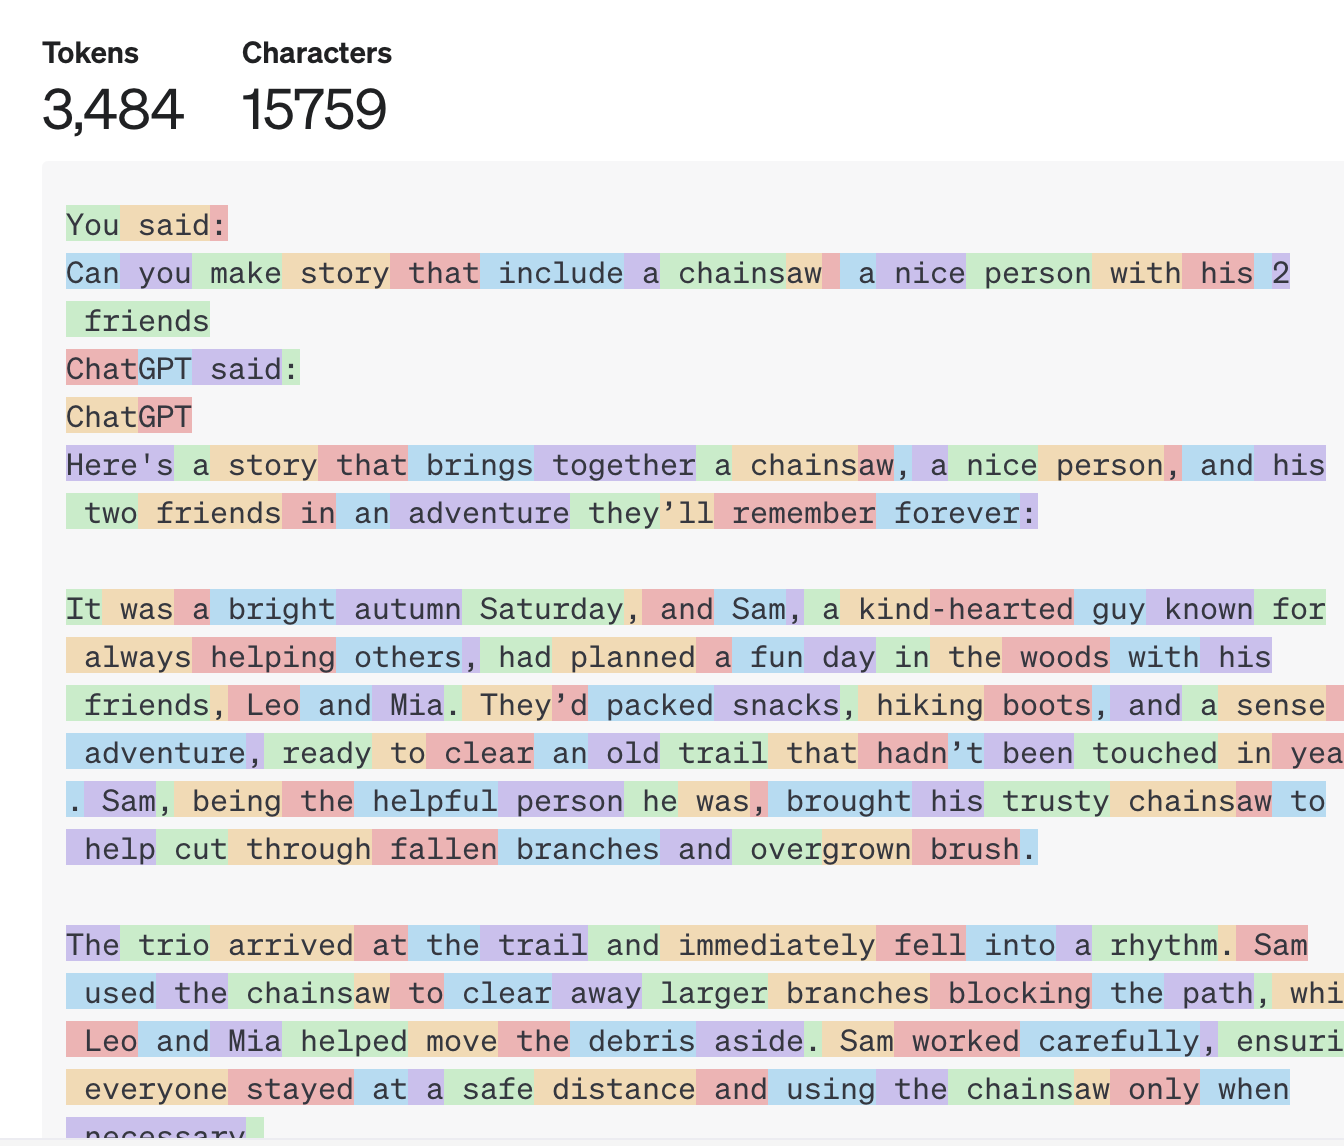 Tokens Characters
3,484 15759
You said:
Can you make story that include a chainsaw  a nice person with his 2
friends
ChatGPT said:
ChatGPT
Here's a story that brings together a chainsaw, a nice person, and his
two friends in an adventure they’ll remember forever:
It was a bright autumn Saturday, and Sam, a kind-hearted guy known for
always helping others, had planned a fun day in the woods with his
friends, Leo and Mia. They’d packed snacks, hiking boots, and a sense
adventure, ready to clear an old trail that hadn’t been touched in yea
. Sam, being the helpful person he was, brought his trusty chainsaw to
help cut through fallen branches and overgrown brush.
The trio arrived at the trail and immediately fell into a rhythm. Sam
used the chainsaw to clear away larger branches blocking the path, whi
Leo and Mia helped move the debris aside. Sam worked carefully, ensuri
everyone stayed at a safe distance and using the chainsaw only when
necessary